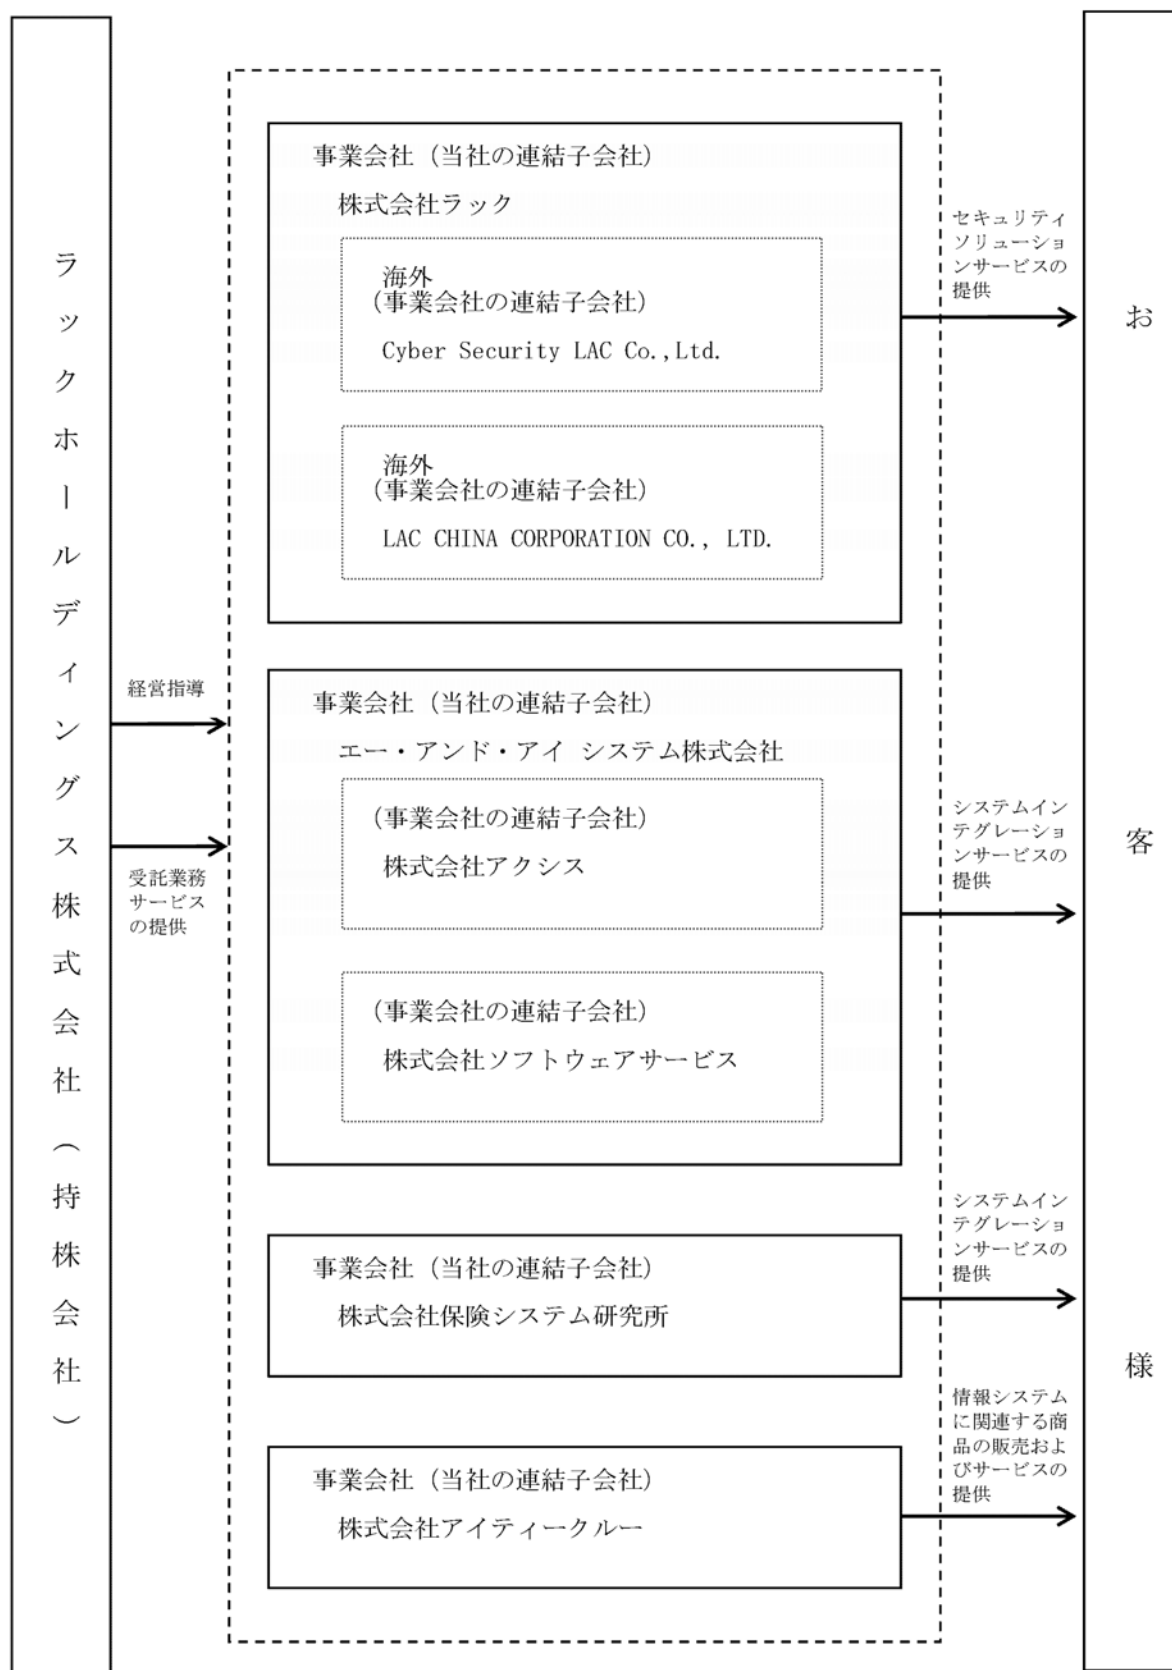 ラックホールディングス株式会社（持株会社）
経営指導
受託業務
サービス
の提供
事業会社（当社の連結子会社）
株式会社ラック
海外
（事業会社の連結子会社）
Cyber Security LAC Co.,Ltd.
海外
（事業会社の連結子会社）
LAC CHINA CORPORATION CO., LTD.
セキュリティ
ソリューショ
ンサービスの
提供
事業会社（当社の連結子会社）
エー・アンド・アイ システム株式会社
（事業会社の連結子会社）
株式会社アクシス
（事業会社の連結子会社）
株式会社ソフトウェアサービス
システムイン
テグレーショ
ンサービスの
提供
事業会社（当社の連結子会社）
株式会社保険システム研究所
システムイン
テグレーショ
ンサービスの
提供
事業会社（当社の連結子会社）
株式会社アイティークルー
情報システム
に関連する商
品の販売およ
びサービスの
提供
お客様